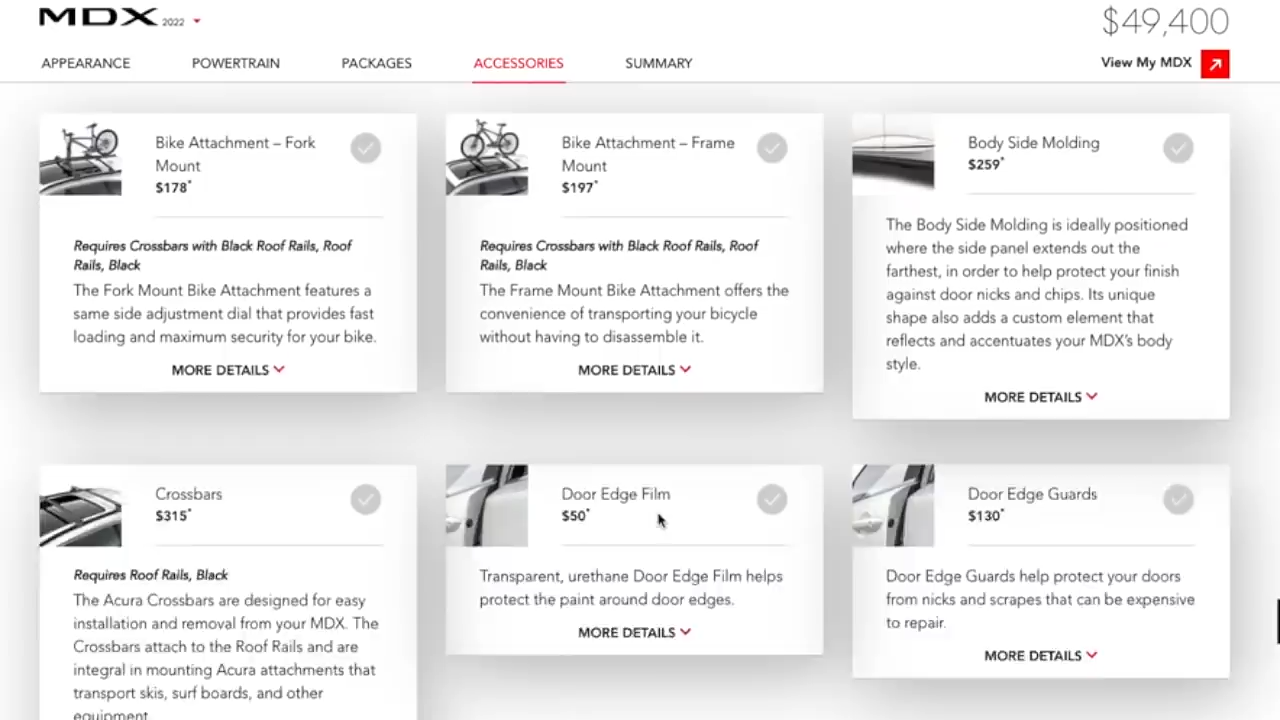 MDX 2022
$49,400
APPEARANCE POWERTRAIN PACKAGES ACCESSORIES SUMMARY
View My MDX
Bike Attachment – Fork
Mount
$178*
Requires Crossbars with Black Roof Rails, Roof
Rails, Black
The Fork Mount Bike Attachment features a
same side adjustment dial that provides fast
loading and maximum security for your bike.
MORE DETAILS
Bike Attachment – Frame
Mount
$197*
Requires Crossbars with Black Roof Rails, Roof
Rails, Black
The Frame Mount Bike Attachment offers the
convenience of transporting your bicycle
without having to disassemble it.
MORE DETAILS
Body Side Molding
$259*
The Body Side Molding is ideally positioned
where the side panel extends out the
farthest, in order to help protect your finish
against door nicks and chips. Its unique
shape also adds a custom element that
reflects and accentuates your MDX's body
style.
MORE DETAILS
Crossbars
$315*
Requires Roof Rails, Black
The Acura Crossbars are designed for easy
installation and removal from your MDX. The
Crossbars attach to the Roof Rails and are
integral in mounting Acura attachments that
transport skis, surf boards, and other
equipment.
Door Edge Film
$50*
Transparent, urethane Door Edge Film helps
protect the paint around door edges.
MORE DETAILS
Door Edge Guards
$130*
Door Edge Guards help protect your doors
from nicks and scrapes that can be expensive
to repair.
MORE DETAILS